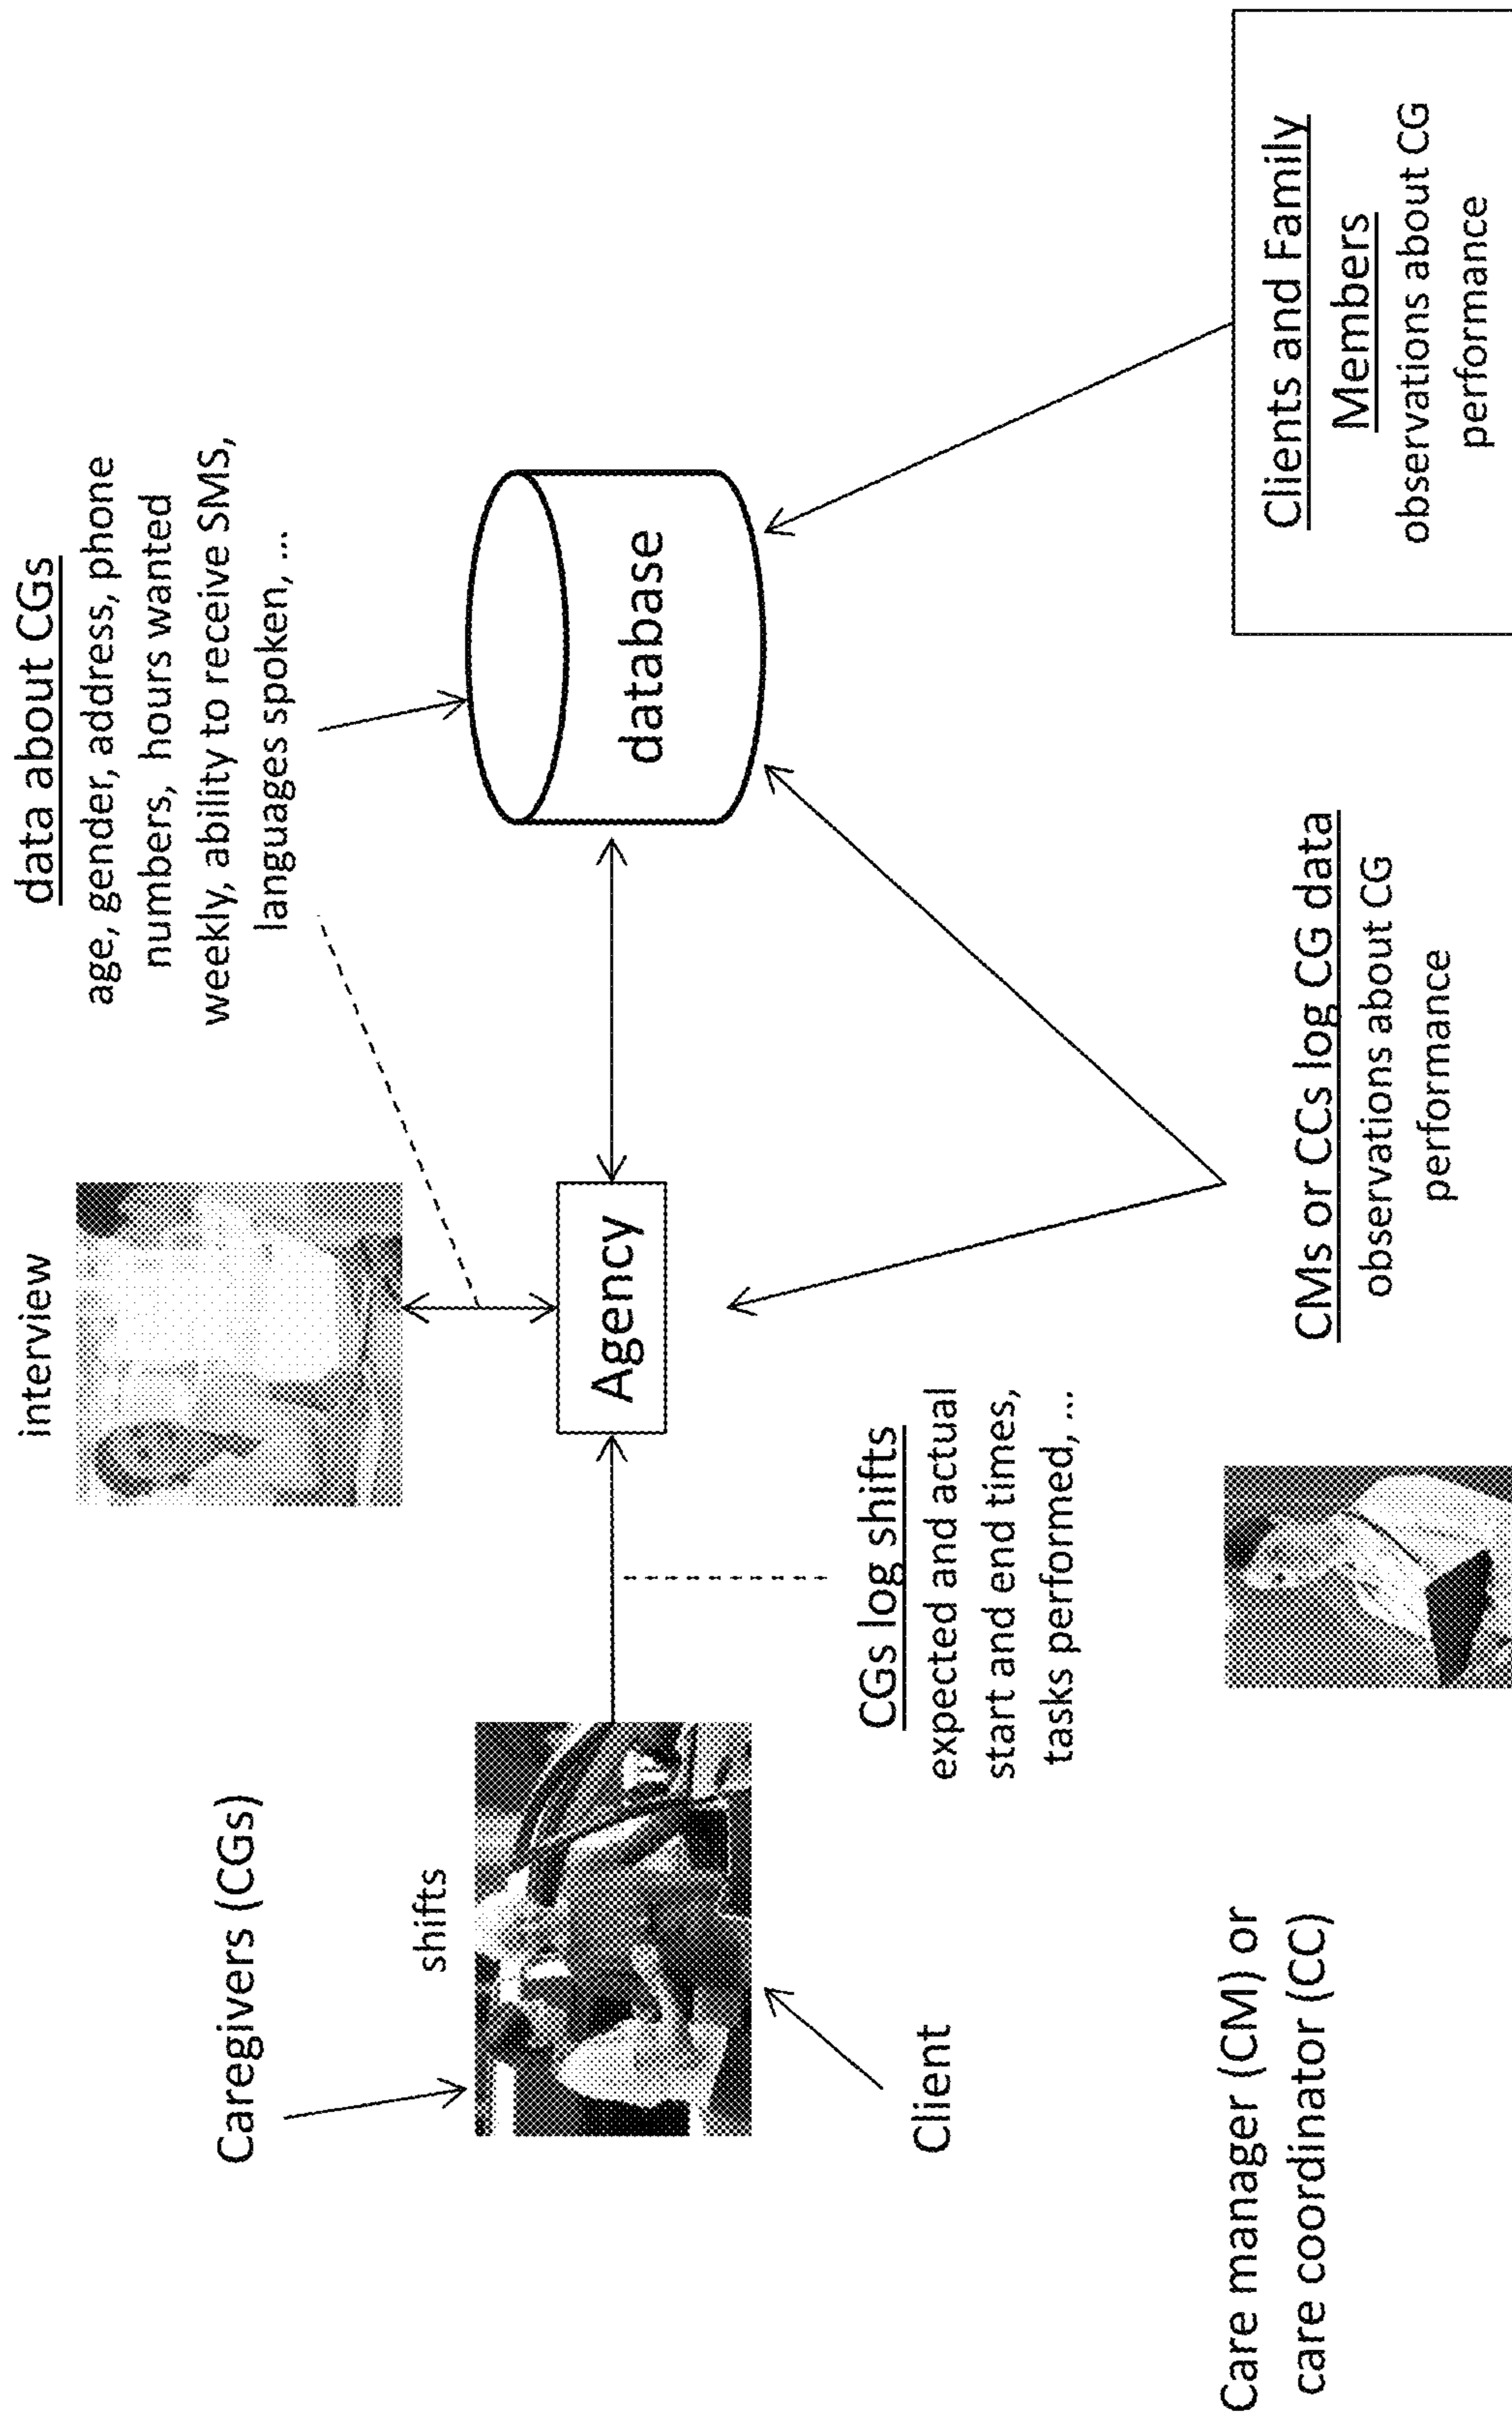 Caregivers (CGs)
shifts
Client
interview
Agency
CGs log shifts
expected and actual
start and end times,
tasks performed, ...
data about CGs
age, gender, address, phone
numbers, hours wanted
weekly, ability to receive SMS,
languages spoken, ...
database
Care manager (CM) or
care coordinator (CC)
CMs or CCs log CG data
observations about CG
performance
Clients and Family
Members
observations about CG
performance